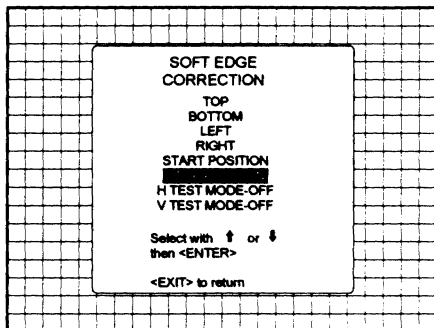 SOFT EDGE
CORRECTION
TOP
BOTTOM
LEFT
RIGHT
START POSITION
H TEST MODE-OFF
V TEST MODE-OFF
Select with ⬆ or ⬇
then <ENTER>
<EXIT> to return